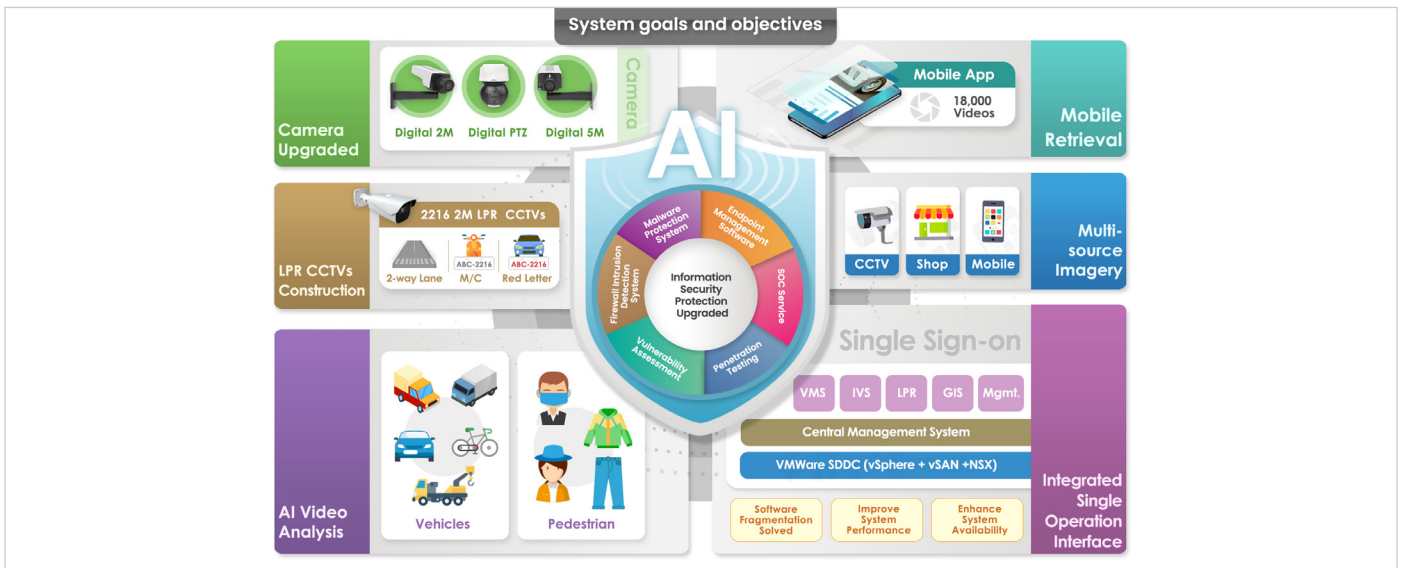 System goals and objectives
Camera
Upgraded
Digital 2M
Digital PTZ
Digital 5M
Camera
LPR CCTVs
Construction
2216 2M LPR CCTVs
2-way Lane
ABC-2216
M/C
ABC-2216
Red Letter
AI Video
Analysis
Vehicles
Pedestrian
AI
Malware
Protection
System
Endpoint
Management
Software
SOC Service
Penetration
Testing
Vulnerability
Assessment
Firewall Intrusion
Detection
System
Information
Security
Protection
Upgraded
Mobile App
18,000
Videos
Mobile
Retrieval
CCTV
Shop
Mobile
Multi-
source
Imagery
Single Sign-on
VMS
IVS
LPR
GIS
Mgmt.
Central Management System
VMWare SDDC (vSphere + vSAN +NSX)
Software
Fragmentation
Solved
Improve
System
Performance
Enhance
System
Availability
Integrated
Single
Operation
Interface